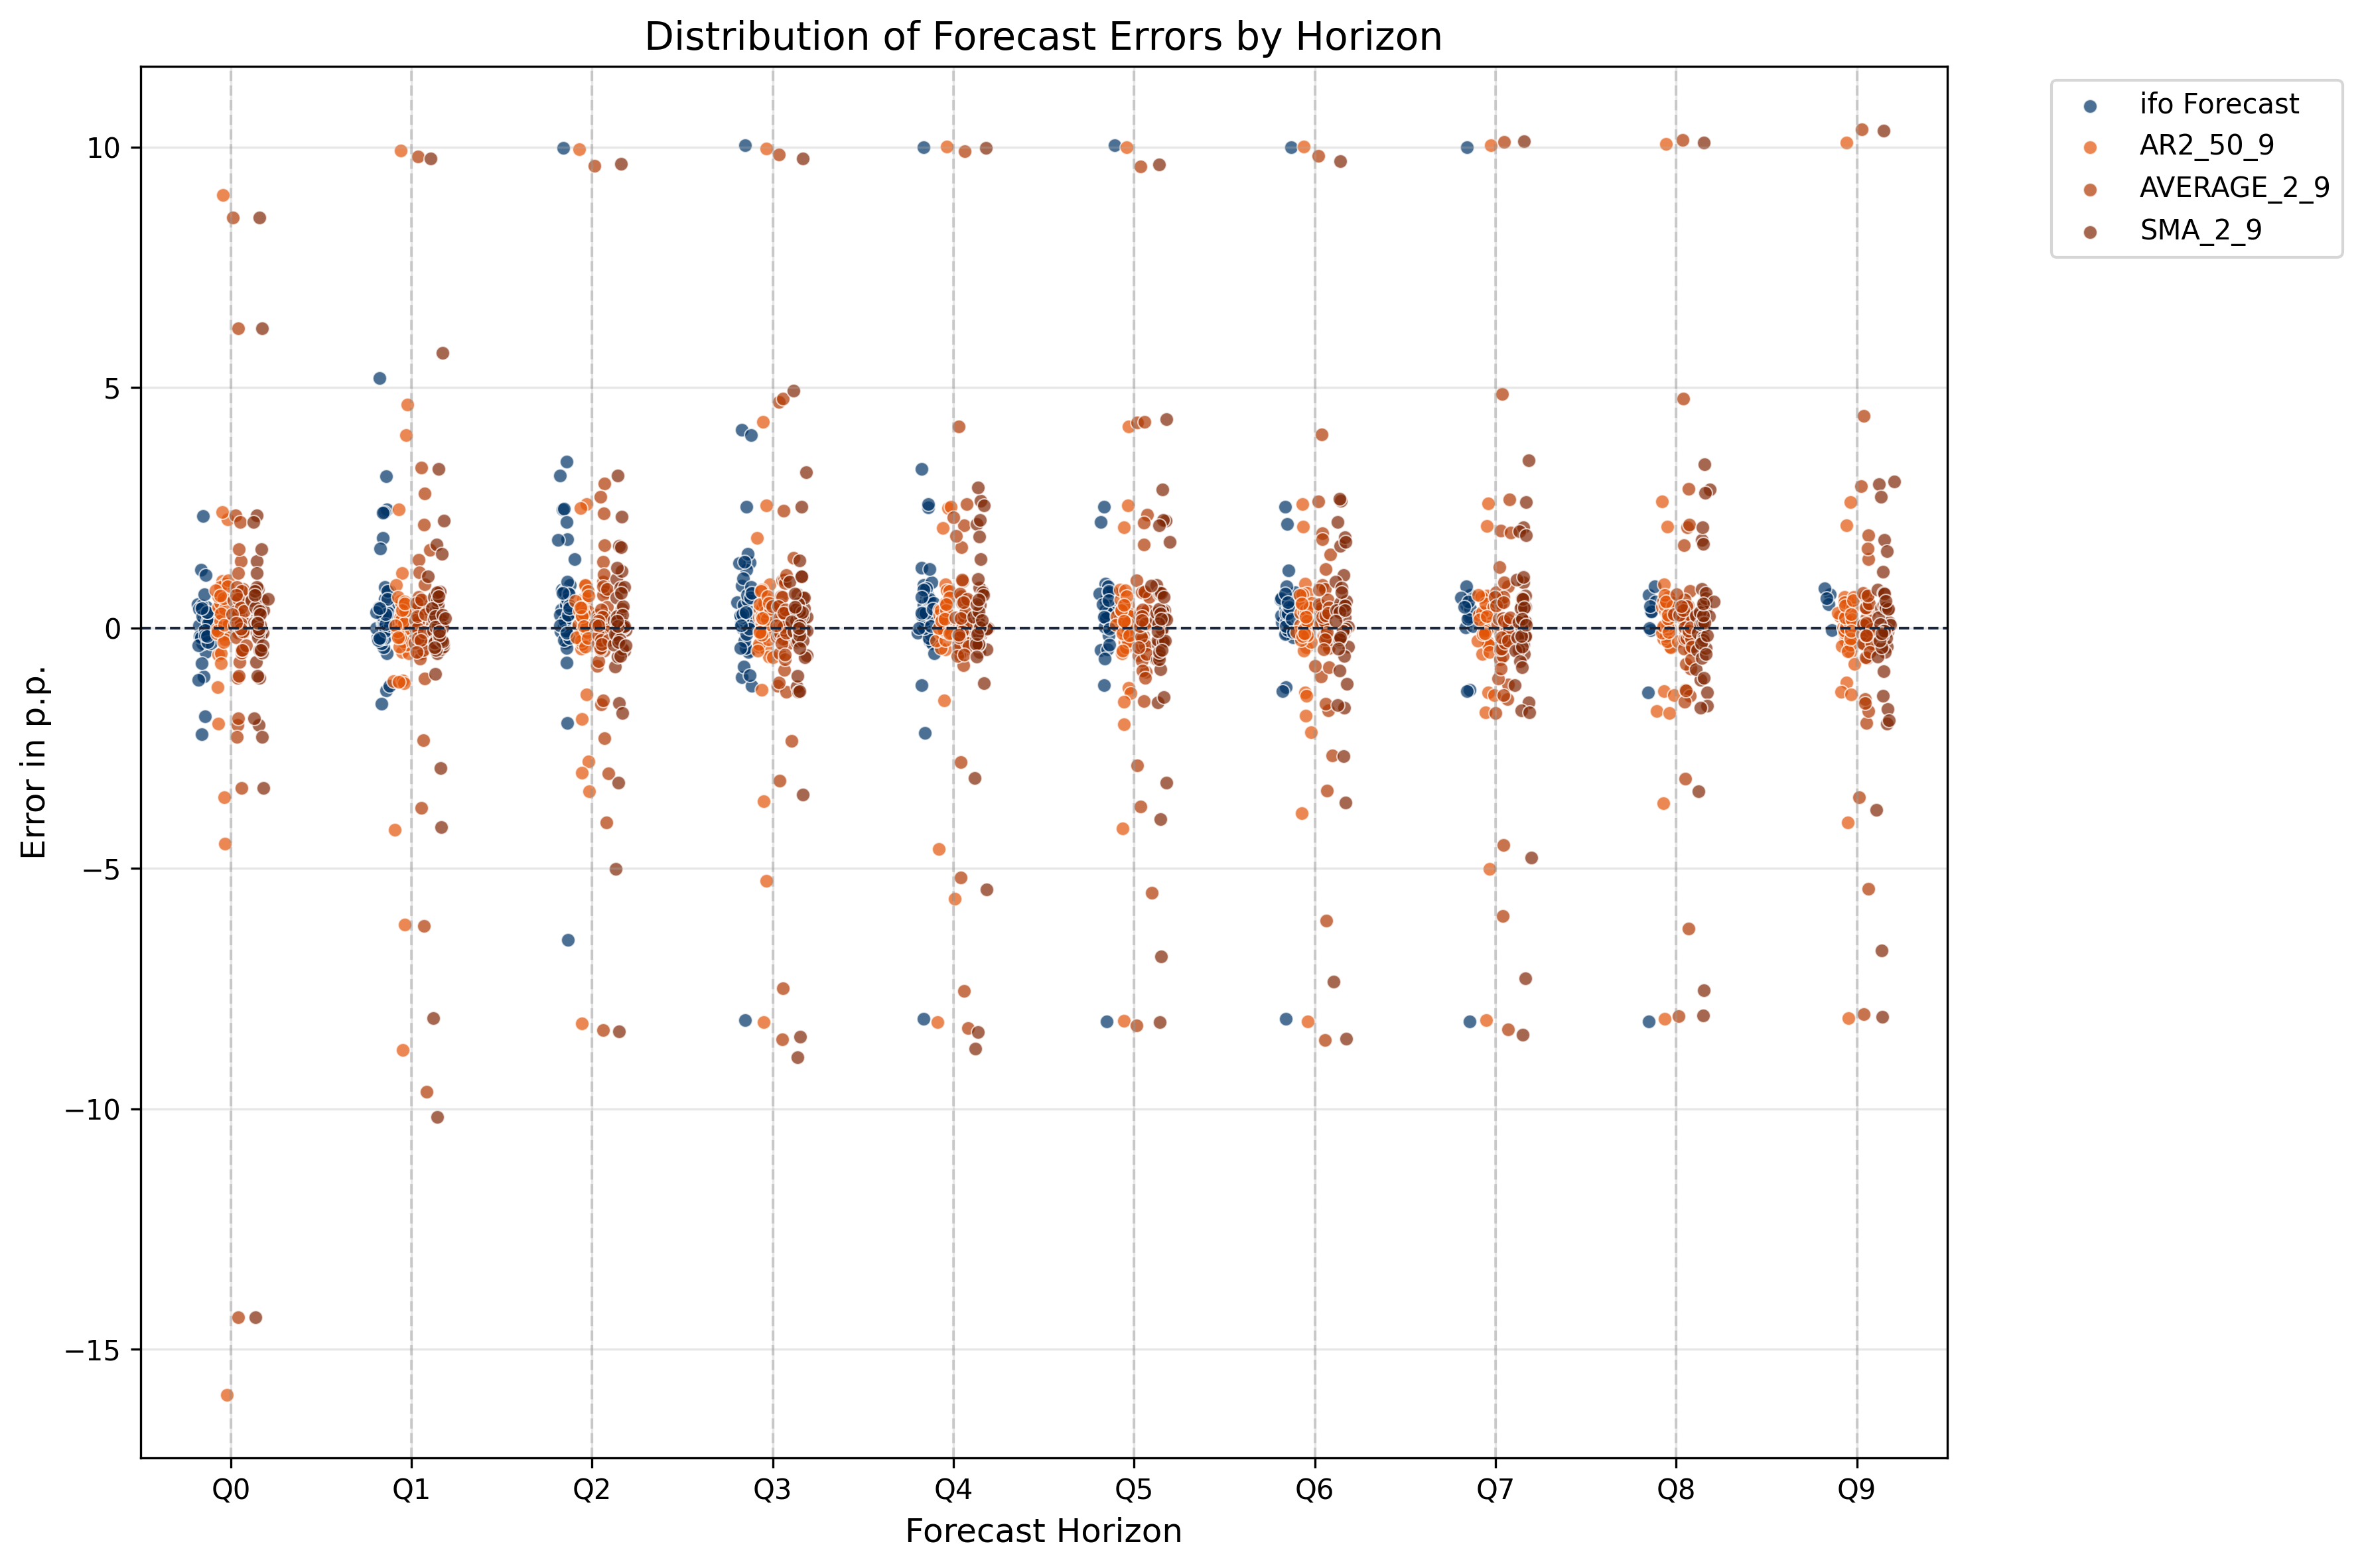 Distribution of Forecast Errors by Horizon
ifo Forecast
AR2_50_9
AVERAGE_2_9
SMA_2_9
Error in p.p.
10
5
0
−5
−10
−15
Q0 Q1 Q2 Q3 Q4 Q5 Q6 Q7 Q8 Q9
Forecast Horizon